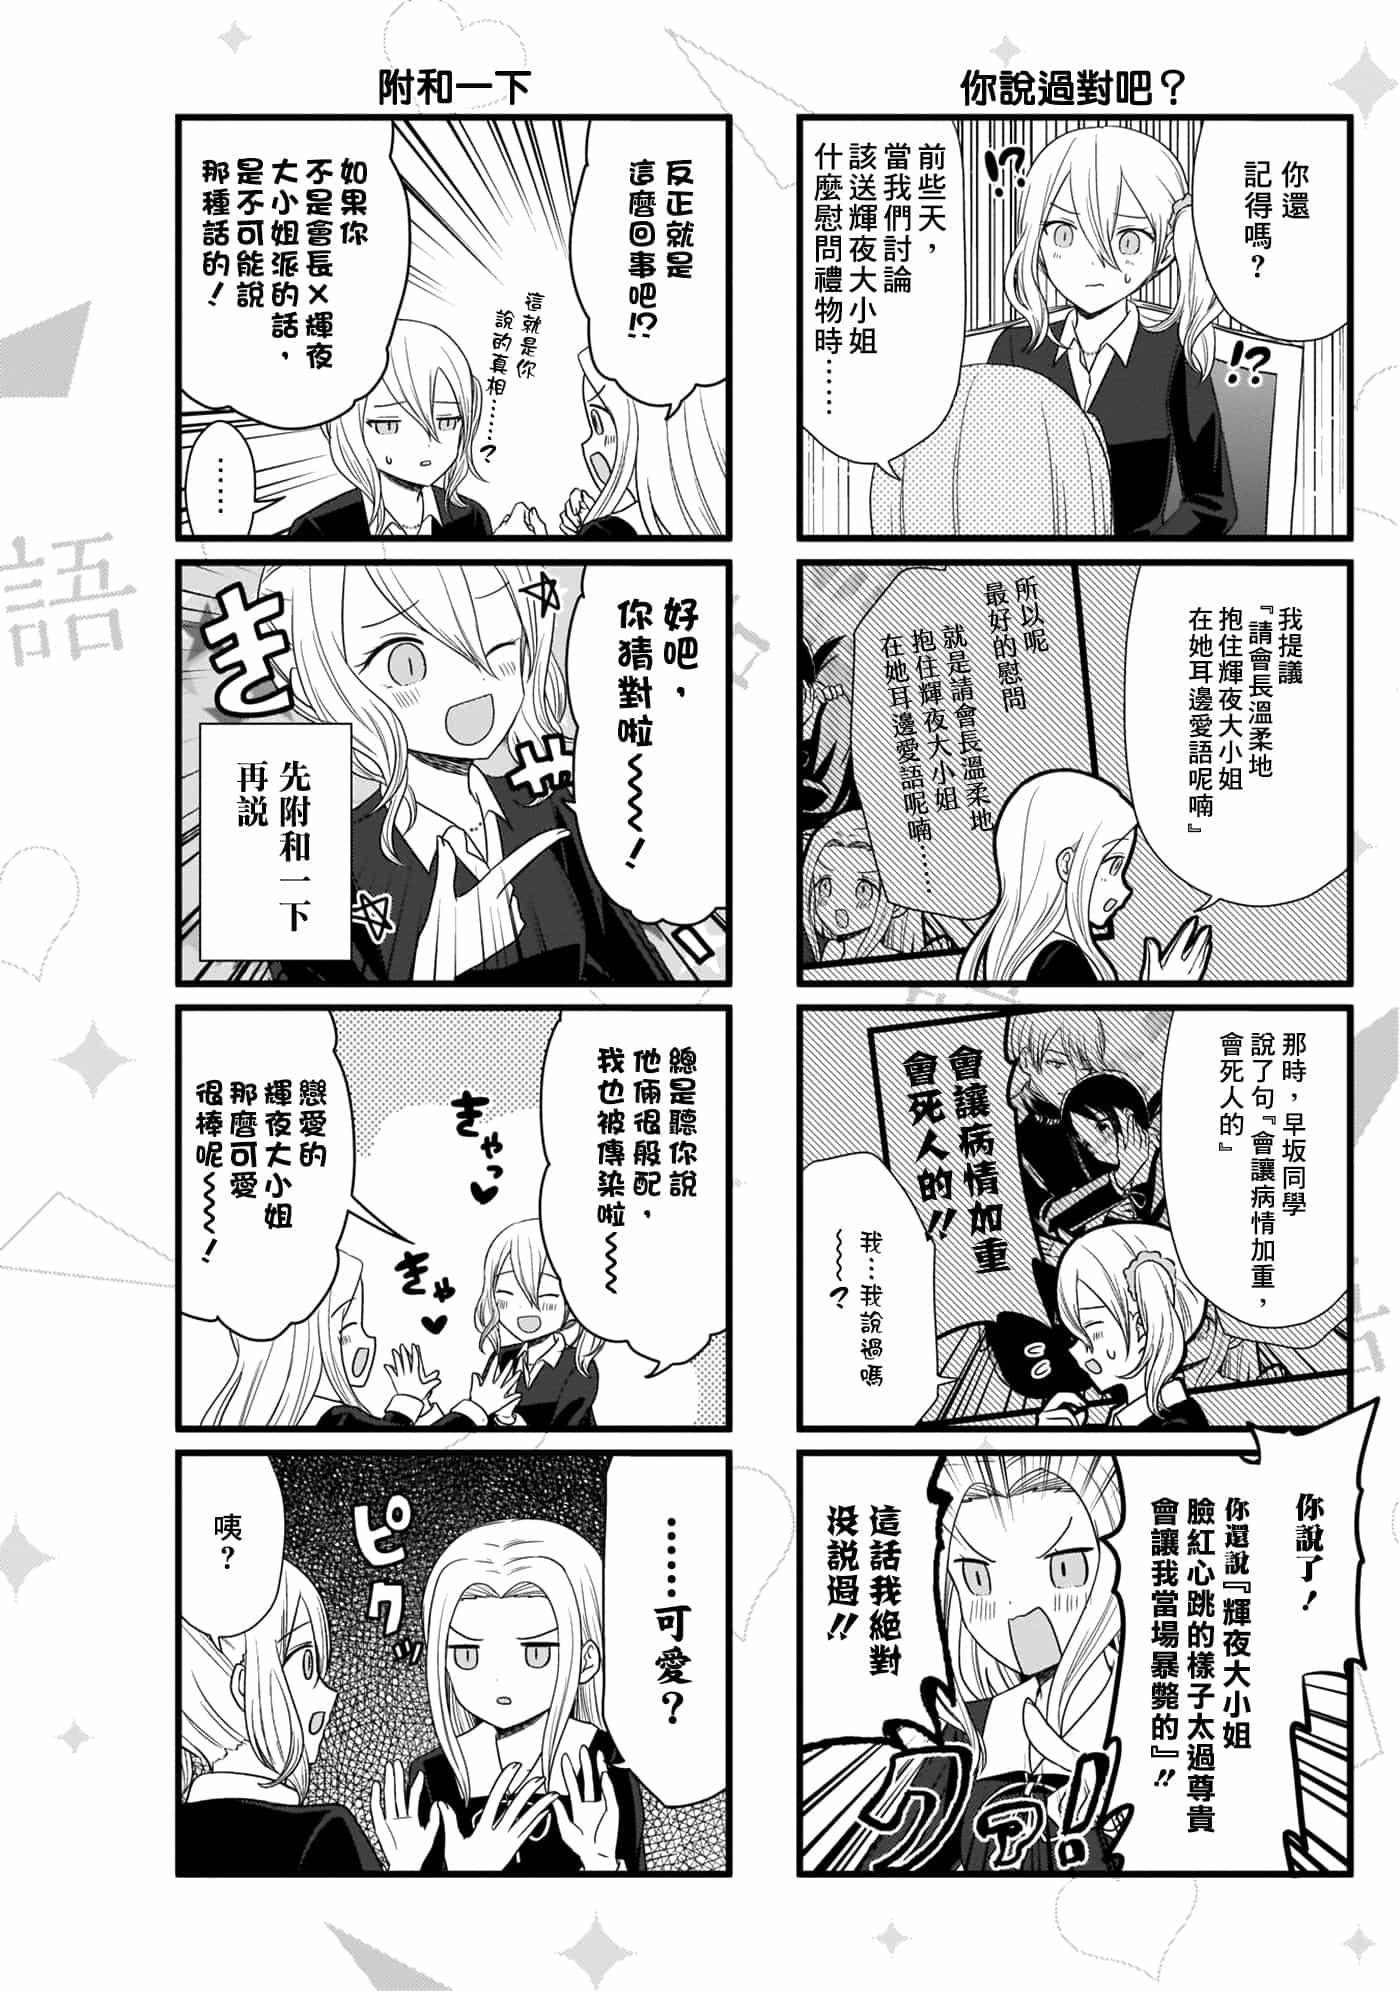 你說過對吧？
你還
記得嗎？
前些天，
當我們討論
該送輝夜大小姐
什麼慰問禮物時……
!?
!?
我提議
『請會長溫柔地
抱住輝夜大小姐
在她耳邊愛語呢喃』
所以呢
最好的慰問
就是請會長溫柔地
抱住輝夜大小姐
在她耳邊愛語呢喃……
那時，早坂同學
說了句『會讓病情加重，
會死人的』
會讓病情加重
會死人的!!
我…我說過嗎
～～?
你說了！
你還說『輝夜大小姐
臉紅心跳的樣子太過尊貴
會讓我當場暴斃的』!!
這話我絕對
沒說過!!
ワァ!
附和一下
反正就是
這麼回事吧!?
如果你
不是會長×輝夜
大小姐派的話，
是不可能說
那種話的！
這就是你
說的真相……？
……
好吧，
你猜對啦～～～！
きゃ
先附和一下
再說
總是聽你說
他倆很般配，
我也被傳染啦～～～
戀愛的
輝夜大小姐
那麼可愛
很棒呢～～～！
きゃっ♥
きゃ♥
……可愛？
ピクッ
咦？
語